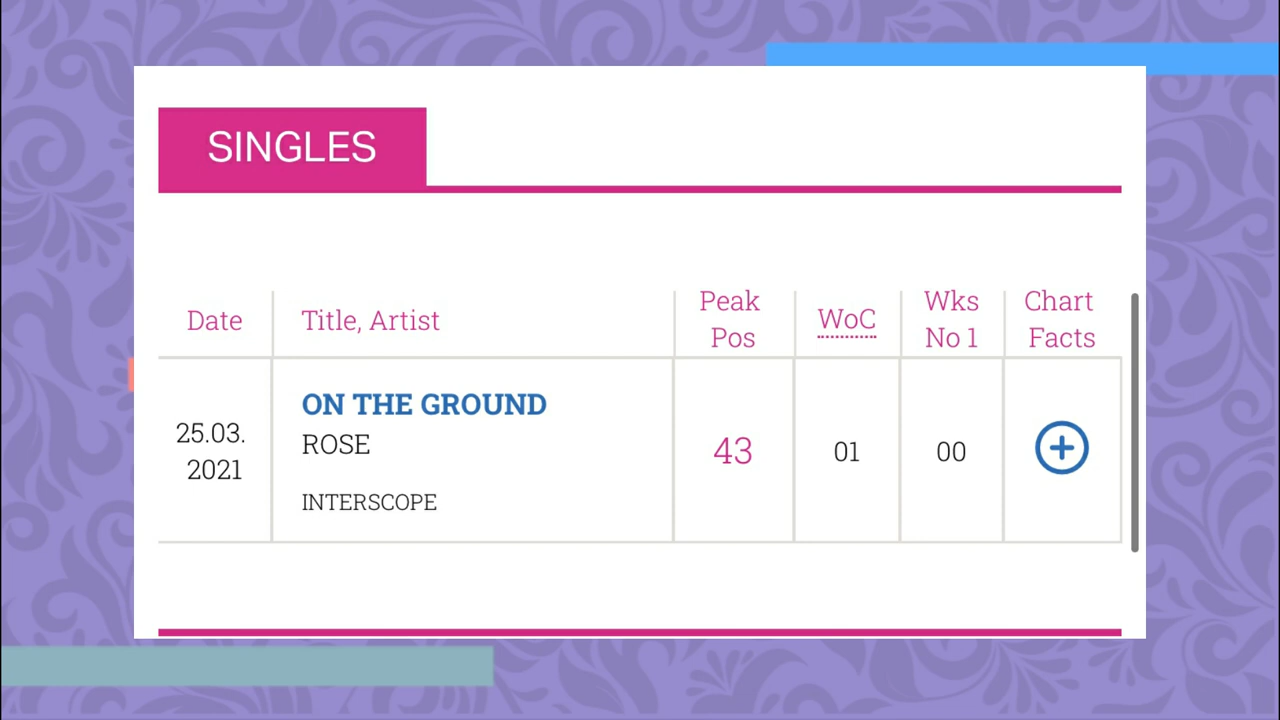 SINGLES
Date
Title, Artist
Peak
Pos
WoC
Wks
No 1
Chart
Facts
25.03.
2021
ON THE GROUND
ROSE
INTERSCOPE
43
01
00